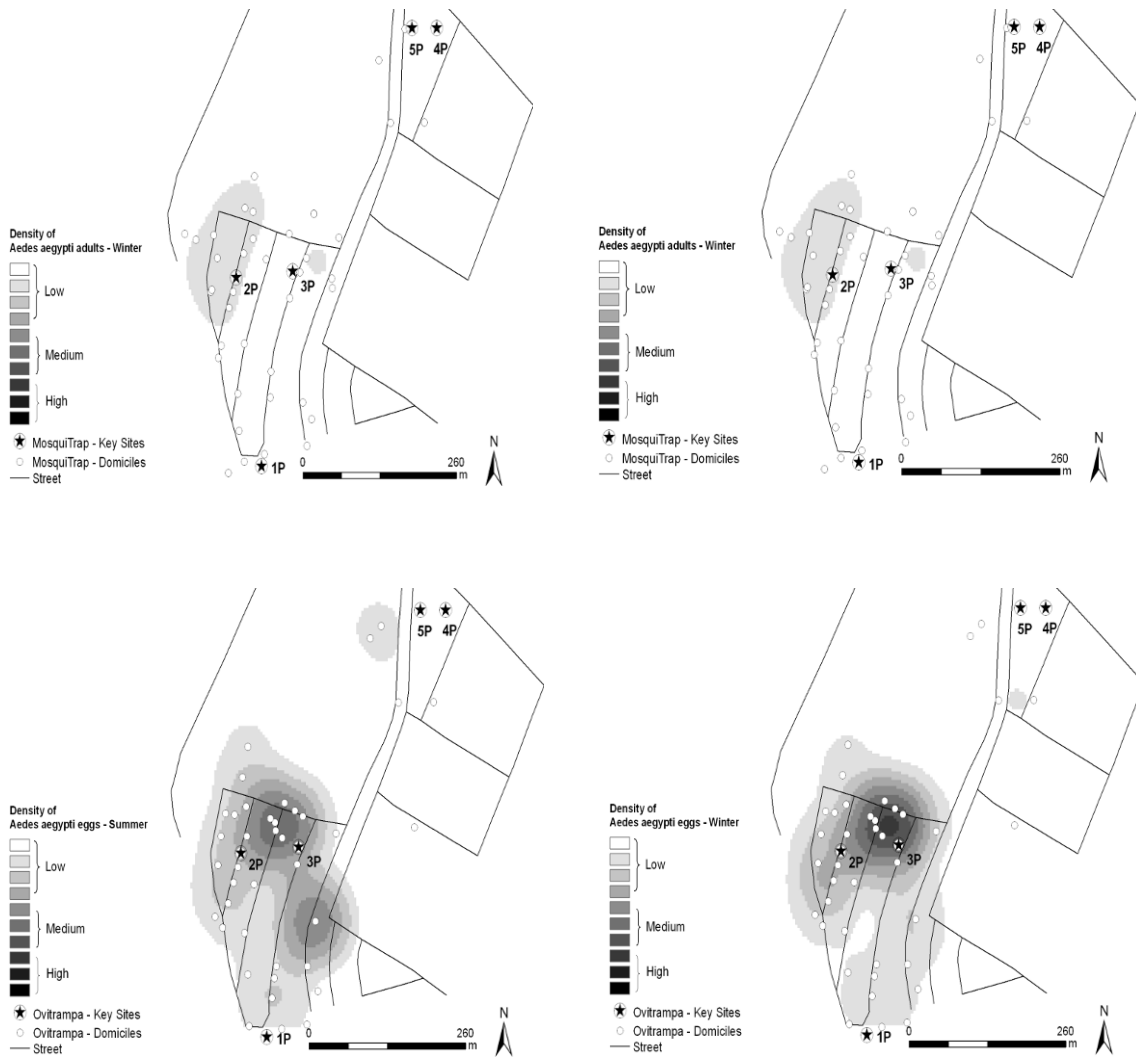 5P 4P
2P 3P
1P
Density of
Aedes aegypti adults - Winter
Low
Medium
High
MosquiTrap - Key Sites
MosquiTrap - Domiciles
Street
0 260
m
N
5P 4P
2P 3P
1P
Density of
Aedes aegypti adults - Winter
Low
Medium
High
MosquiTrap - Key Sites
MosquiTrap - Domiciles
Street
0 260
m
N
5P 4P
2P 3P
1P
Density of
Aedes aegypti eggs - Summer
Low
Medium
High
Ovitrampa - Key Sites
Ovitrampa - Domiciles
Street
0 260
m
N
5P 4P
2P 3P
1P
Density of
Aedes aegypti eggs - Winter
Low
Medium
High
Ovitrampa - Key Sites
Ovitrampa - Domiciles
Street
0 260
m
N